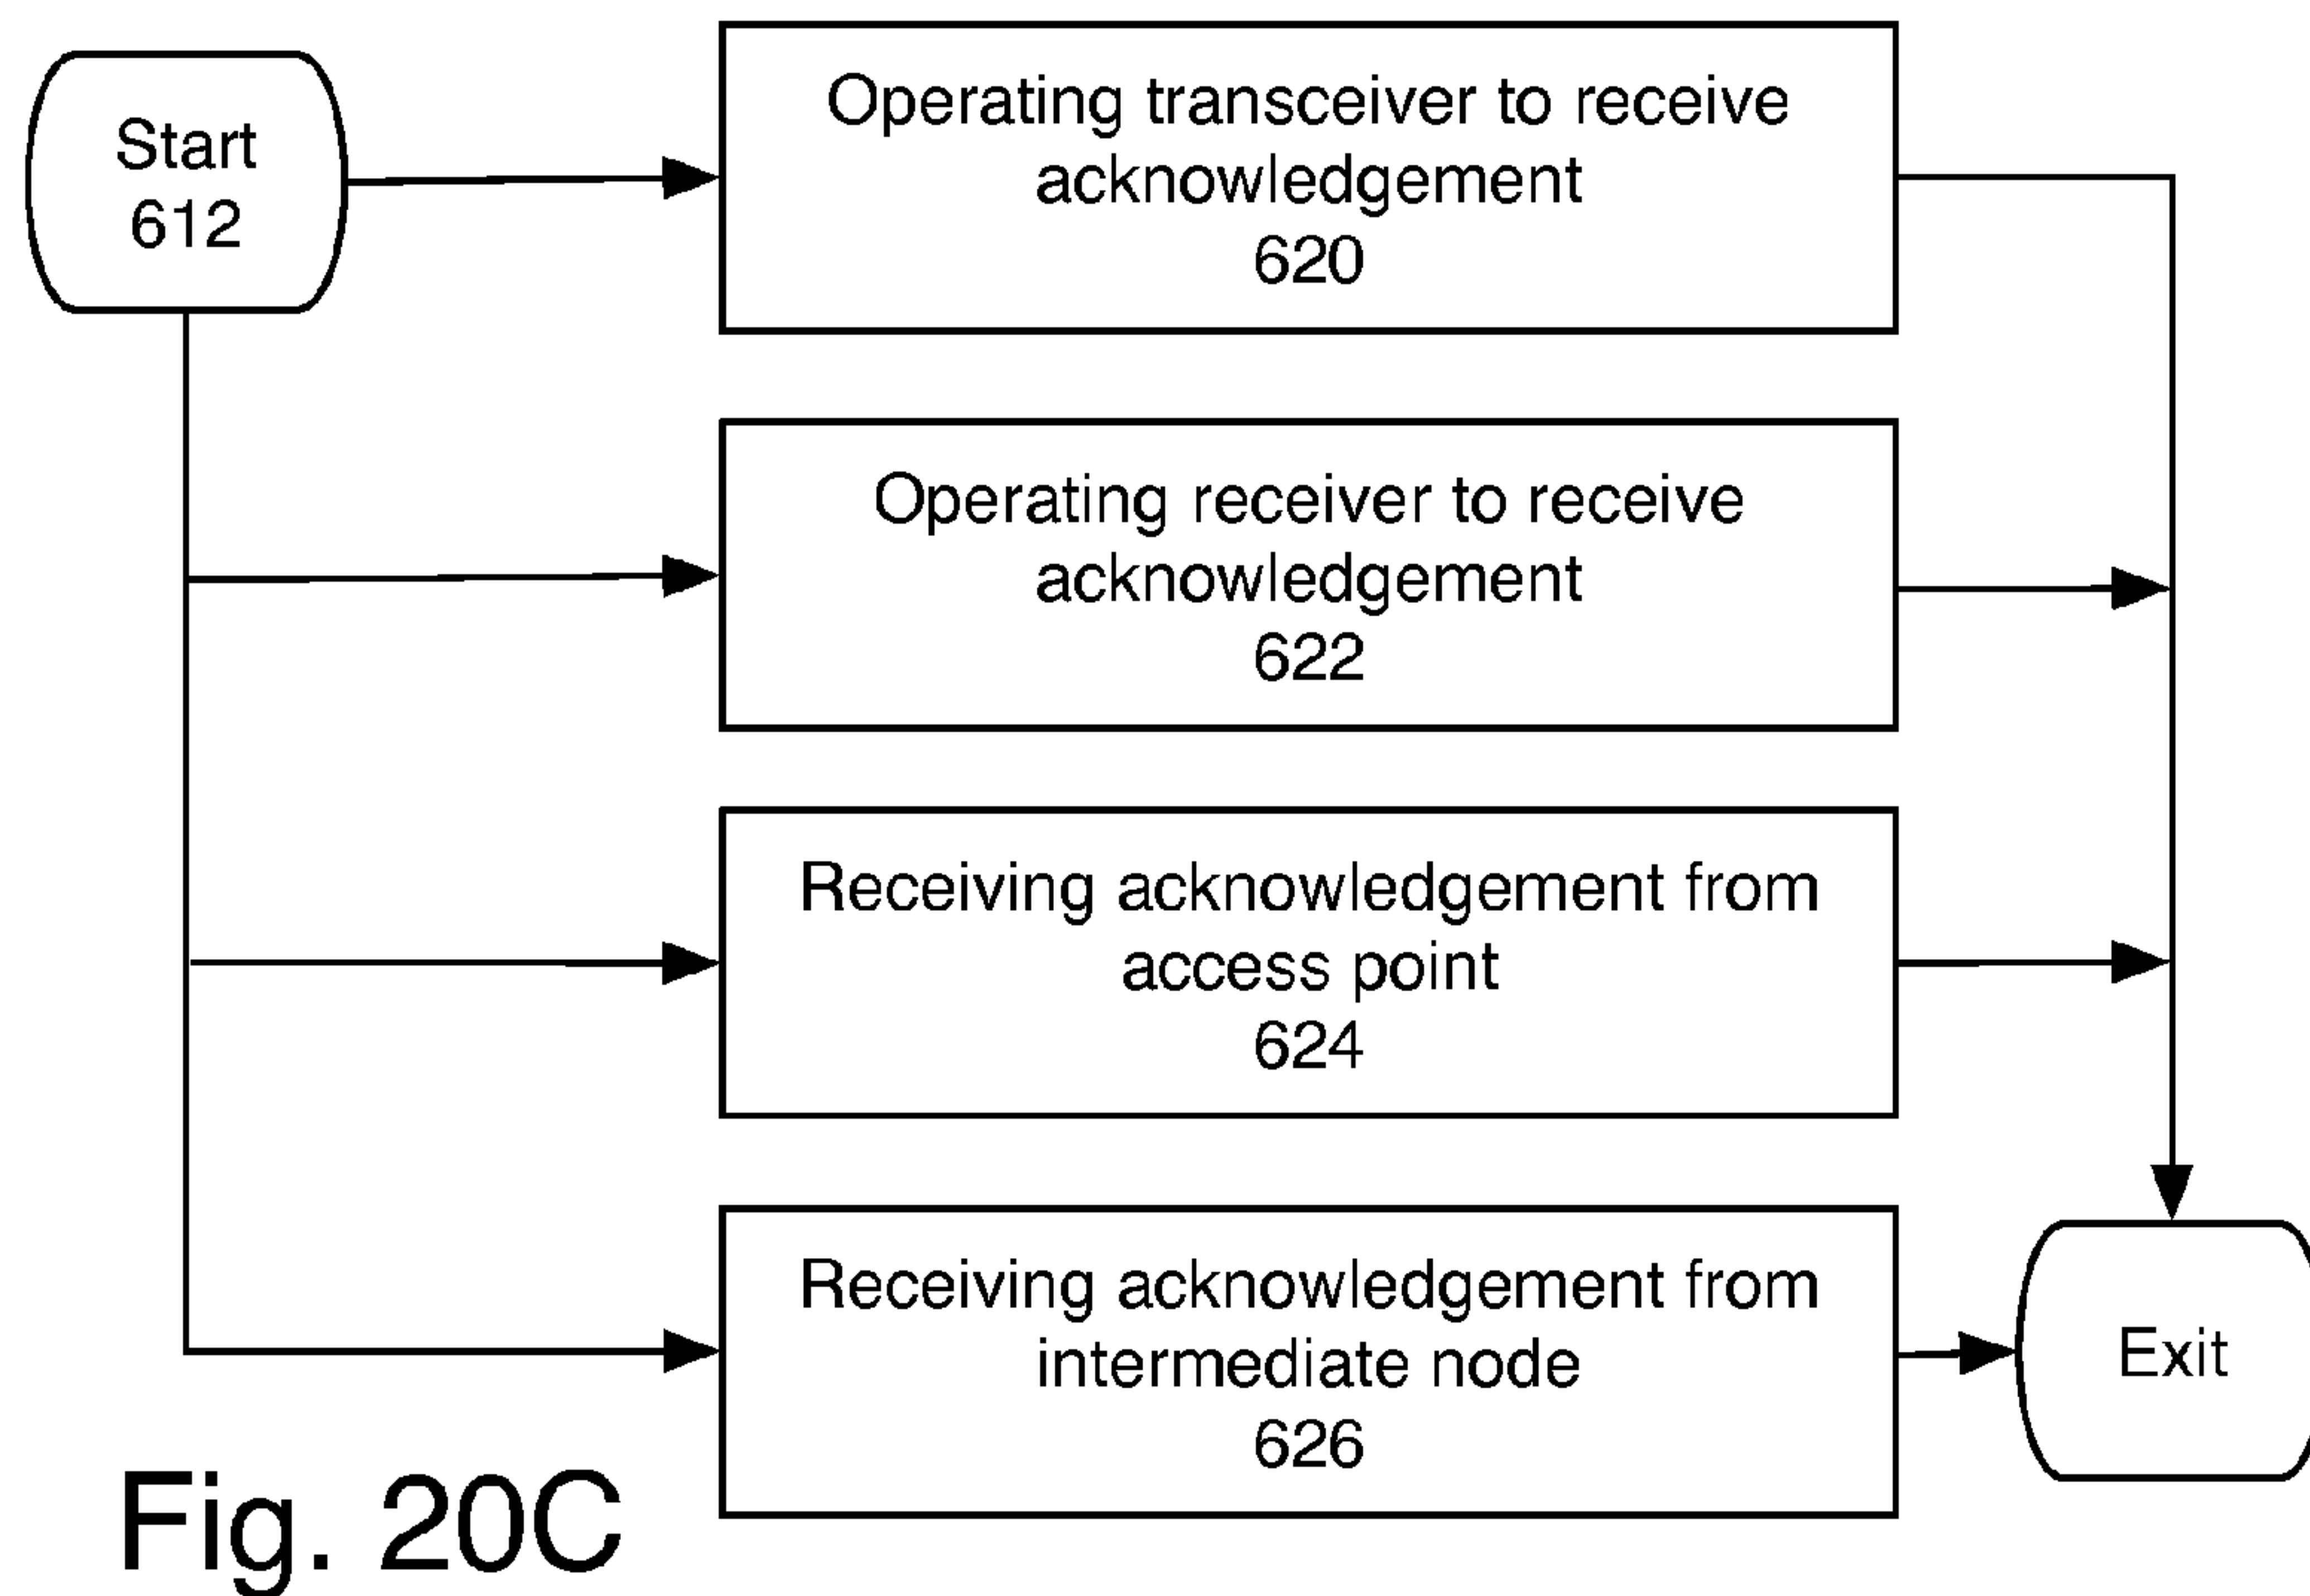 Start
612
Operating transceiver to receive
acknowledgement
620
Operating receiver to receive
acknowledgement
622
Receiving acknowledgement from
access point
624
Receiving acknowledgement from
intermediate node
626
Exit
Fig. 20C